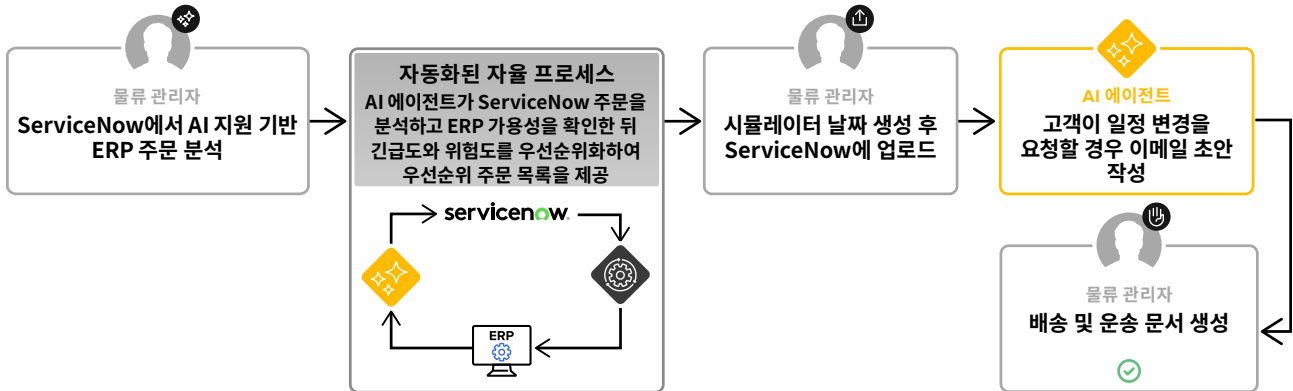 물류 관리자
ServiceNow에서 AI 지원 기반
ERP 주문 분석
자동화된 자율 프로세스
AI 에이전트가 ServiceNow 주문을
분석하고 ERP 가용성을 확인한 뒤
긴급도와 위험도를 우선순위화하여
우선순위 주문 목록을 제공
servicenow.
ERP
물류 관리자
시뮬레이터 날짜 생성 후
ServiceNow에 업로드
AI 에이전트
고객이 일정 변경을
요청할 경우 이메일 초안
작성
물류 관리자
배송 및 운송 문서 생성